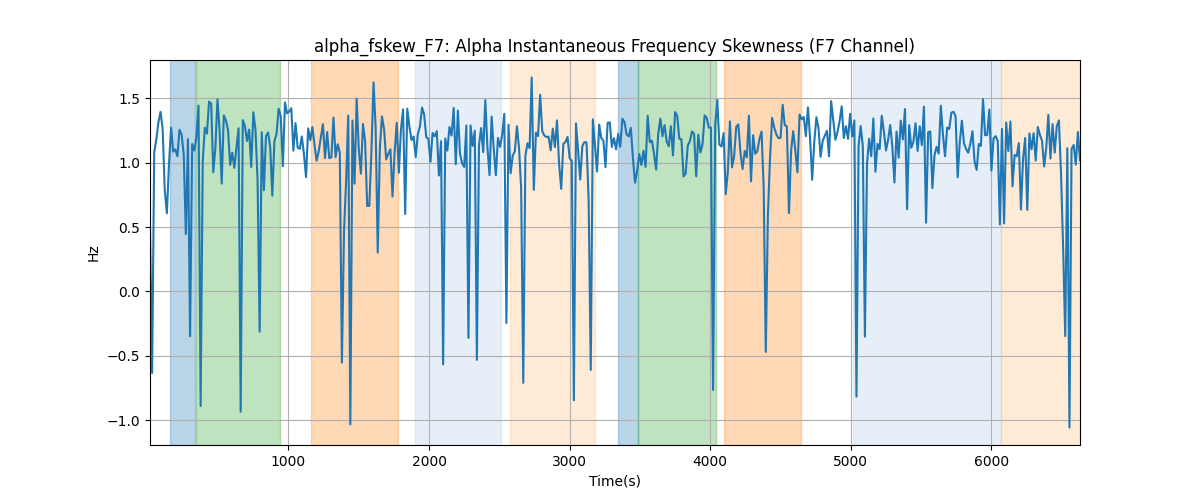 alpha_fskew_F7: Alpha Instantaneous Frequency Skewness (F7 Channel)
1.5
1.0
0.5
0.0
−0.5
−1.0
Hz
1000 2000 3000 4000 5000 6000
Time(s)